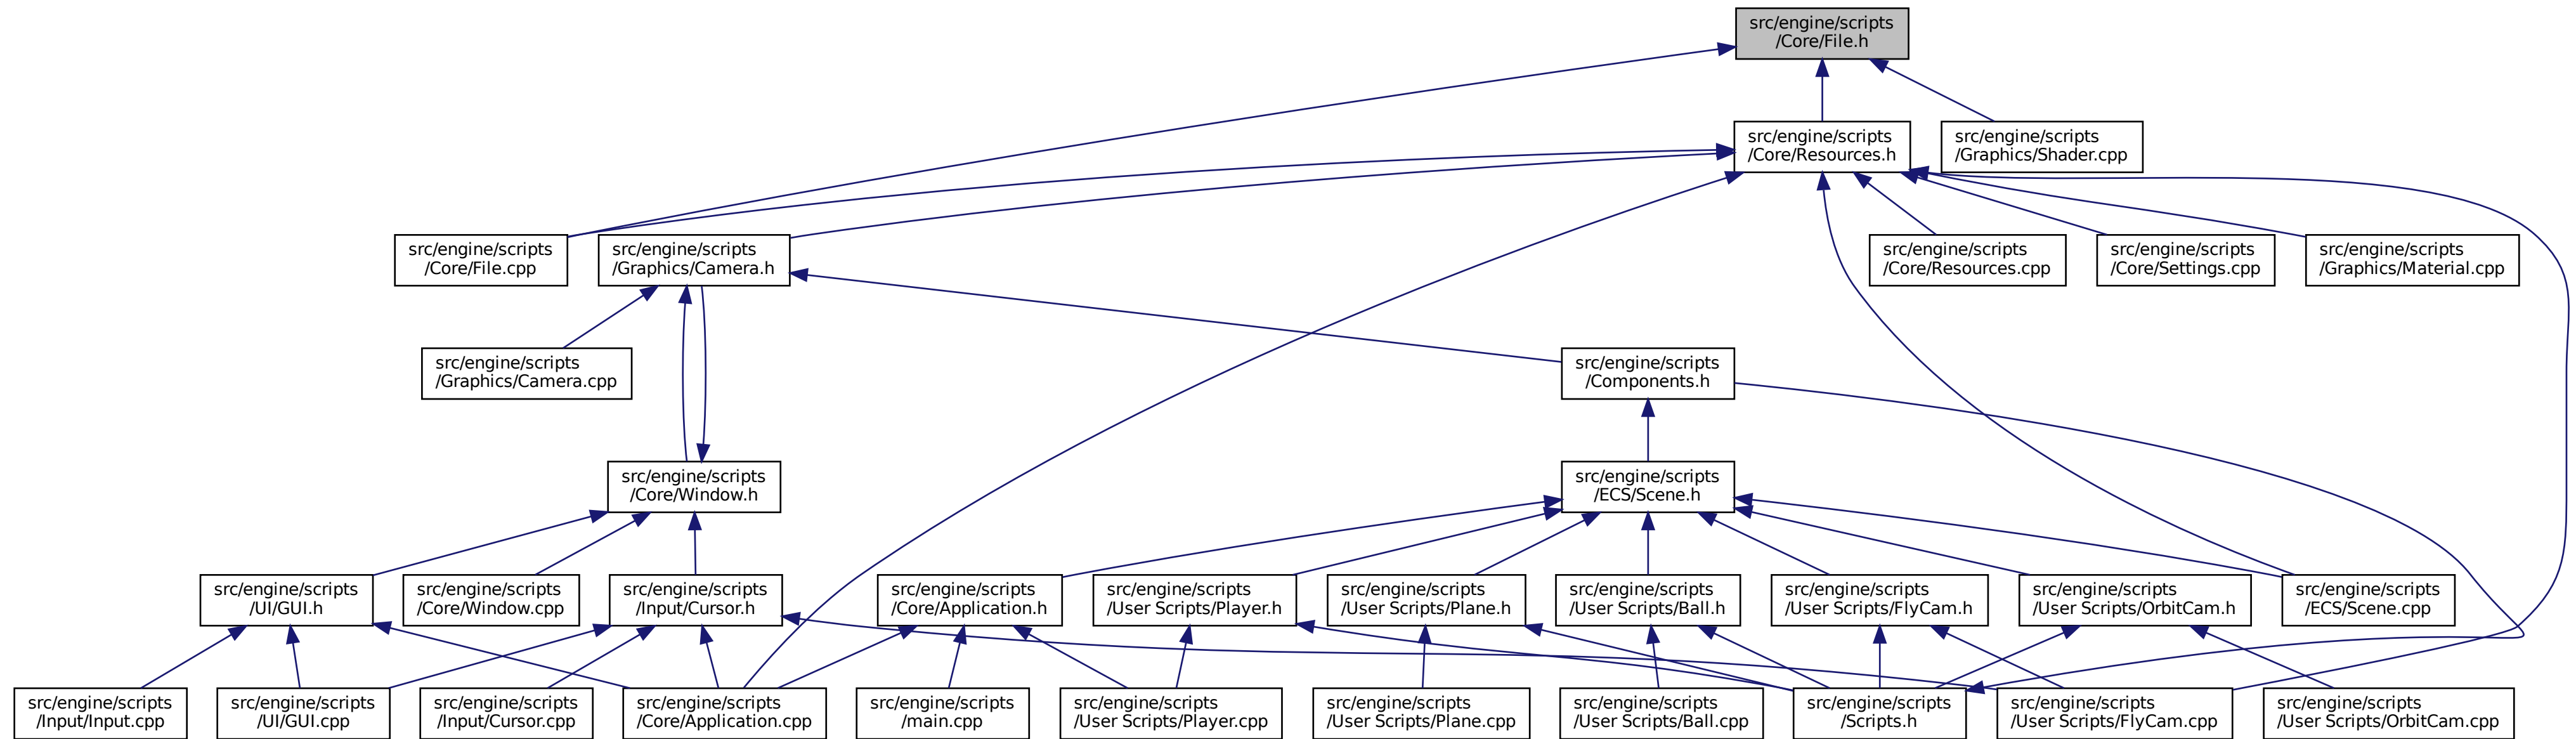 src/engine/scripts
/Core/File.h
src/engine/scripts
/Core/Resources.h
src/engine/scripts
/Graphics/Shader.cpp
src/engine/scripts
/Core/File.cpp
src/engine/scripts
/Graphics/Camera.h
src/engine/scripts
/Core/Resources.cpp
src/engine/scripts
/Core/Settings.cpp
src/engine/scripts
/Graphics/Material.cpp
src/engine/scripts
/Graphics/Camera.cpp
src/engine/scripts
/Components.h
src/engine/scripts
/Core/Window.h
src/engine/scripts
/ECS/Scene.h
src/engine/scripts
/UI/GUI.h
src/engine/scripts
/Core/Window.cpp
src/engine/scripts
/Input/Cursor.h
src/engine/scripts
/Core/Application.h
src/engine/scripts
/User Scripts/Player.h
src/engine/scripts
/User Scripts/Plane.h
src/engine/scripts
/User Scripts/Ball.h
src/engine/scripts
/User Scripts/FlyCam.h
src/engine/scripts
/User Scripts/OrbitCam.h
src/engine/scripts
/ECS/Scene.cpp
src/engine/scripts
/Input/Input.cpp
src/engine/scripts
/UI/GUI.cpp
src/engine/scripts
/Input/Cursor.cpp
src/engine/scripts
/Core/Application.cpp
src/engine/scripts
/main.cpp
src/engine/scripts
/User Scripts/Player.cpp
src/engine/scripts
/User Scripts/Plane.cpp
src/engine/scripts
/User Scripts/Ball.cpp
src/engine/scripts
/Scripts.h
src/engine/scripts
/User Scripts/FlyCam.cpp
src/engine/scripts
/User Scripts/OrbitCam.cpp